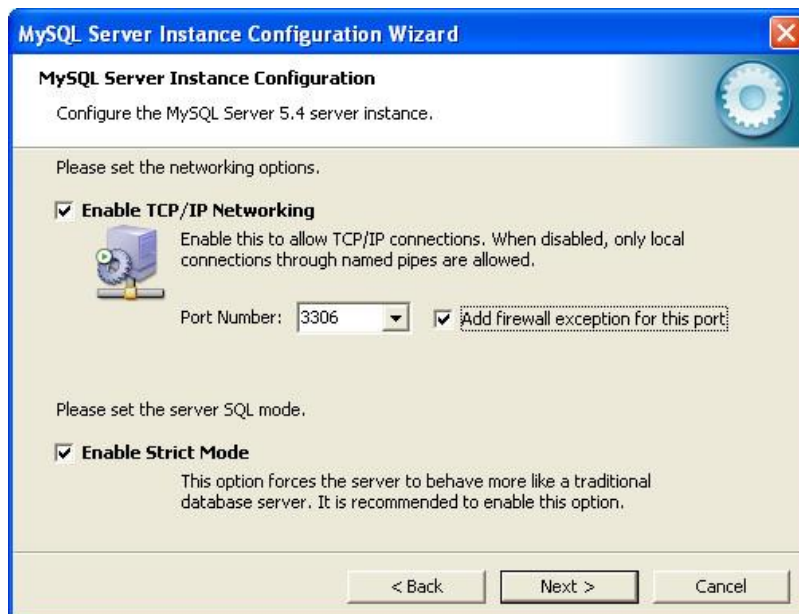 MySQL Server Instance Configuration Wizard
MySQL Server Instance Configuration
Configure the MySQL Server 5.4 server instance.
Please set the networking options.
Enable TCP/IP Networking
Enable this to allow TCP/IP connections. When disabled, only local
connections through named pipes are allowed.
Port Number: 3306 Add firewall exception for this port
Please set the server SQL mode.
Enable Strict Mode
This option forces the server to behave more like a traditional
database server. It is recommended to enable this option.
< Back Next > Cancel